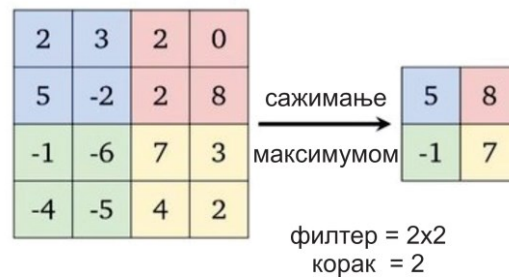 2 3 2 0
5 -2 2 8
-1 -6 7 3
-4 -5 4 2
сажимање
максимумом
5 8
-1 7
филтер = 2x2
корак = 2